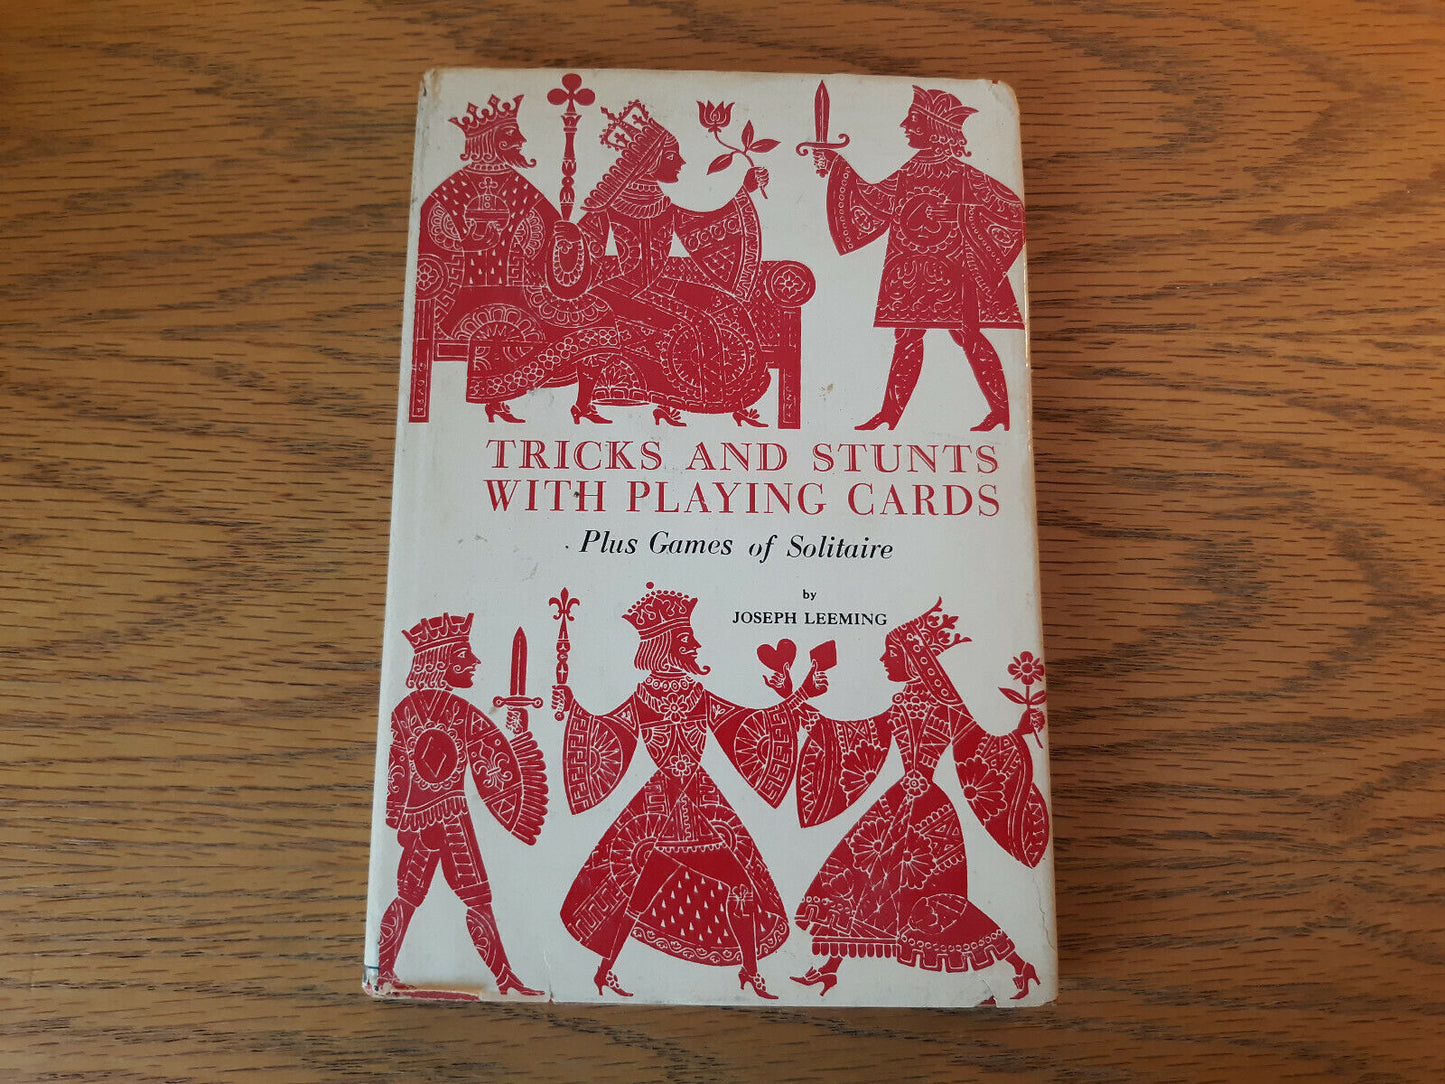 TRICKS AND STUNTS
WITH PLAYING CARDS
Plus Games of Solitaire
by
JOSEPH LEEMING